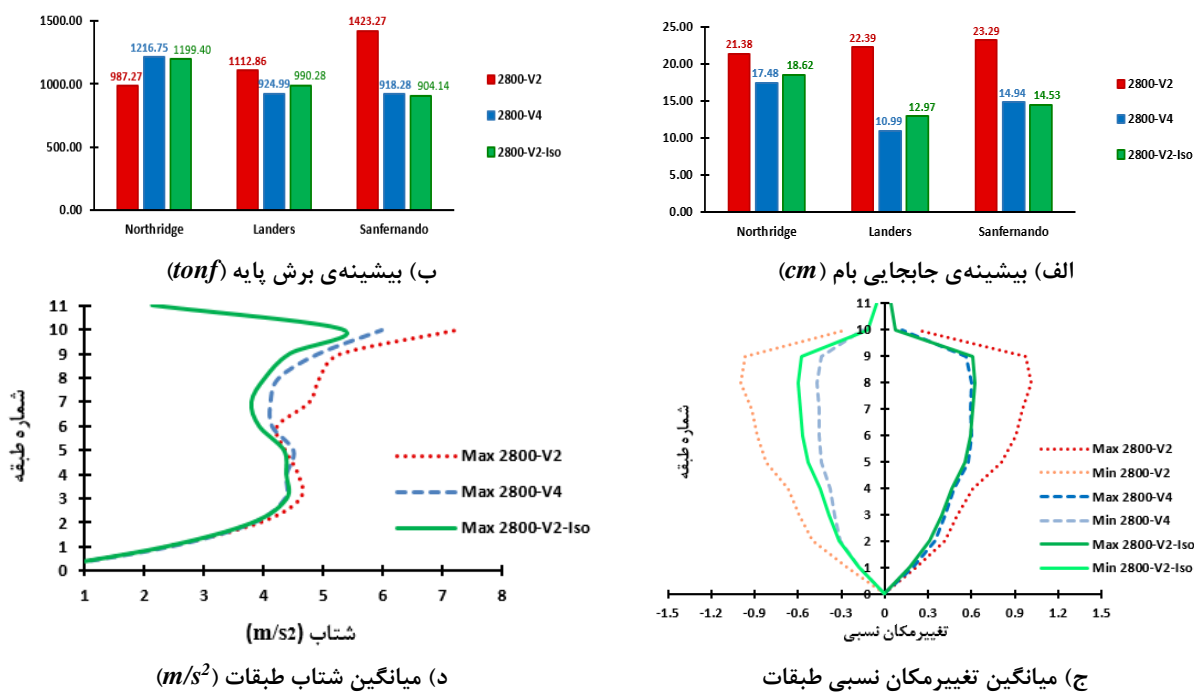 1500.00
1000.00
500.00
0.00
987.27
1216.75
1199.40
1112.86
924.99
990.28
1423.27
918.28
904.14
Northridge Landers Sanfernando
2800-V2
2800-V4
2800-V2-Iso
ب) بیشینه‌ی برش پایه (tonf)
25.00
20.00
15.00
10.00
5.00
0.00
21.38
17.48
18.62
22.39
10.99
12.97
23.29
14.94
14.53
Northridge Landers Sanfernando
2800-V2
2800-V4
2800-V2-Iso
الف) بیشینه‌ی جابجایی بام (cm)
11
10
9
8
7
6
5
4
3
2
1
0
شماره طبقه
Max 2800-V2
Max 2800-V4
Max 2800-V2-Iso
1 2 3 4 5 6 7 8
شتاب (m/s2)
د) میانگین شتاب طبقات (m/s²)
11
10
9
8
7
6
5
4
3
2
1
0
شماره طبقه
Max 2800-V2
Min 2800-V2
Max 2800-V4
Min 2800-V4
Max 2800-V2-Iso
Min 2800-V2-Iso
-1.5 -1.2 -0.9 -0.6 -0.3 0 0.3 0.6 0.9 1.2 1.5
تغییرمکان نسبی
ج) میانگین تغییرمکان نسبی طبقات